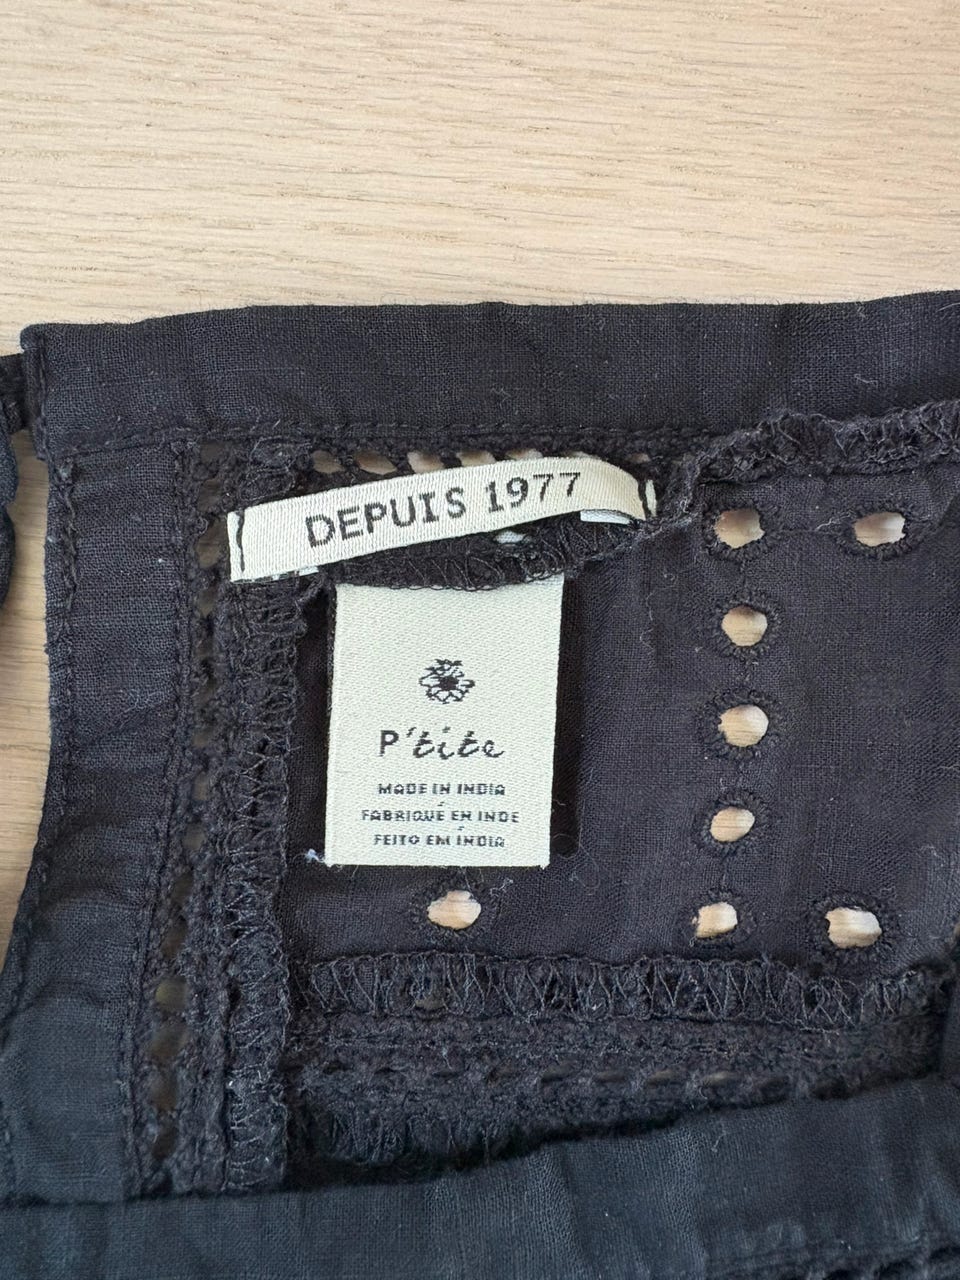 DEPUIS 1977
P'tite
MADE IN INDIA
FABRIQUÉ EN INDE
FEITO EM ÍNDIA